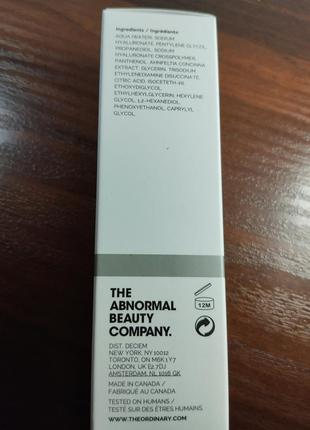 Ingredients / Ingrédients
AQUA (WATER), SODIUM
HYALURONATE, PENTYLENE GLYCOL,
PROPANEDIOL, SODIUM
HYALURONATE CROSSPOLYMER,
PANTHENOL, AHNFELTIA CONCINNA
EXTRACT, GLYCERIN, TRISODIUM
ETHYLENEDIAMINE DISUCCINATE,
CITRIC ACID, ISOCETETH-20,
ETHOXYDIGLYCOL,
ETHYLHEXYLGLYCERIN, HEXYLENE
GLYCOL, 1,2-HEXANEDIOL,
PHENOXYETHANOL, CAPRYLYL
GLYCOL.
THE
ABNORMAL
BEAUTY
COMPANY.
12M
DIST. DECIEM
NEW YORK, NY 10012
TORONTO, ON M6K 1Y7
LONDON, UK E2 7DJ
AMSTERDAM, NL 1016 GK
MADE IN CANADA /
FABRIQUÉ AU CANADA
TESTED ON HUMANS /
TESTÉ SUR DES ÊTRES HUMAINS
WWW.THEORDINARY.COM